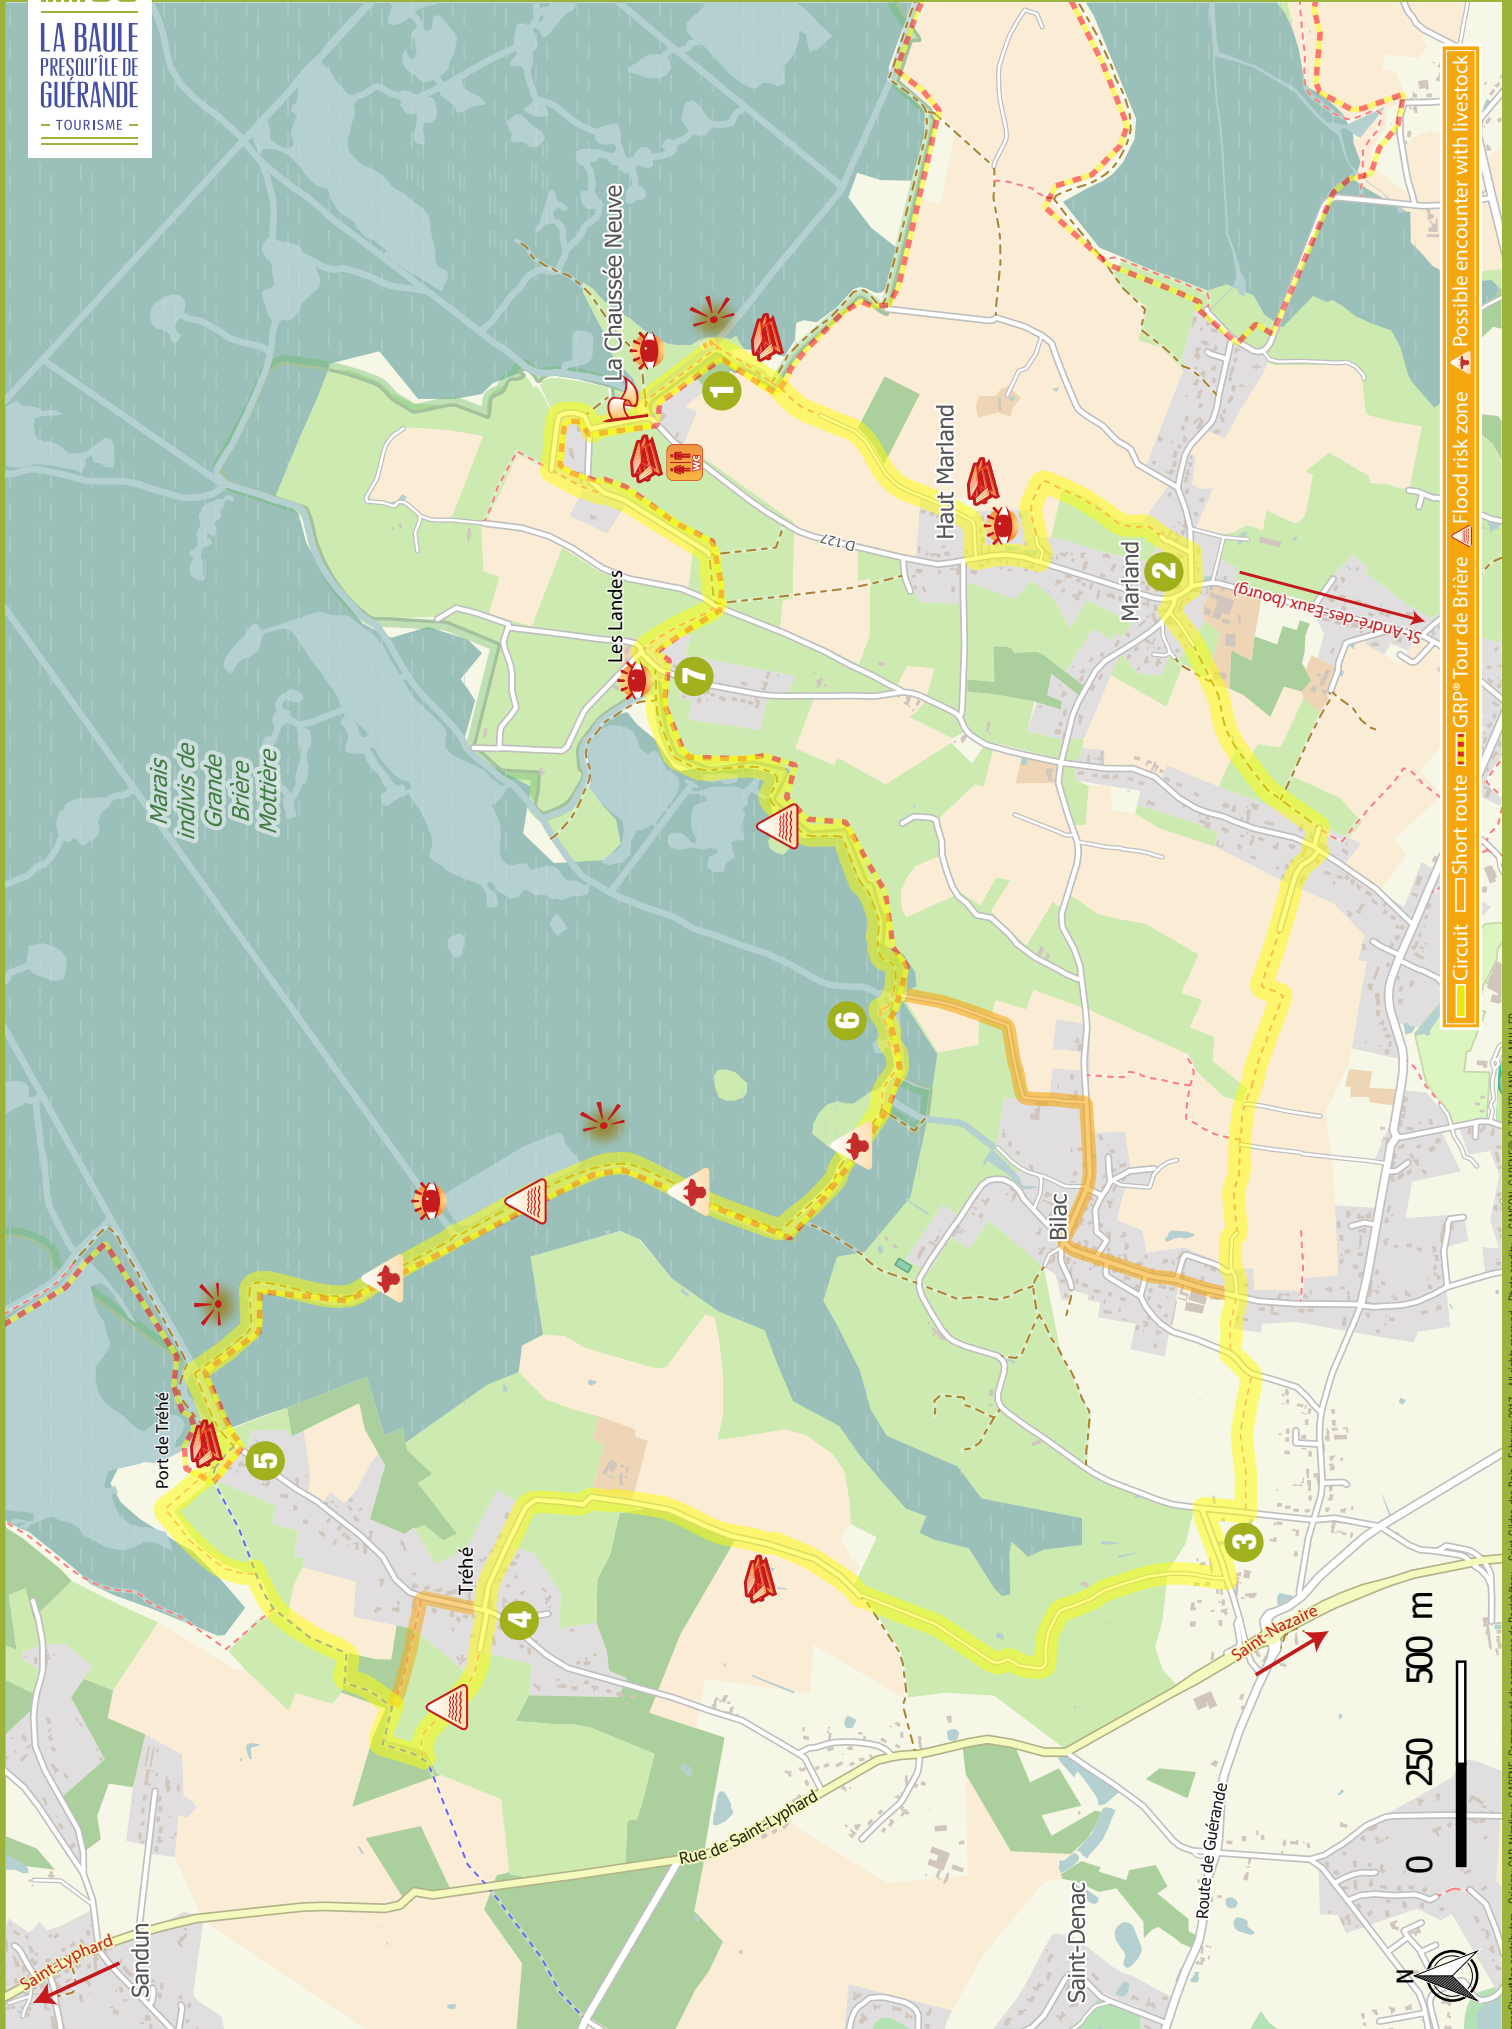 LA BAULE
PRESQU'ÎLE DE
GUÉRANDE
TOURISME
La Chaussée Neuve
WC
1
Haut Marland
D 127
Marland
2
St-André-des-Eaux (bourg)
Les Landes
7
Marais
indivis de
Grande
Brière
Mottière
6
Bilac
Port de Tréhé
5
Tréhé
4
3
Saint-Nazaire
Rue de Saint-Lyphard
Route de Guérande
Saint-Denac
Saint-Lyphard
Sandun
N
0 250 500 m
Circuit Short route GRP® Tour de Brière Flood risk zone Possible encounter with livestock